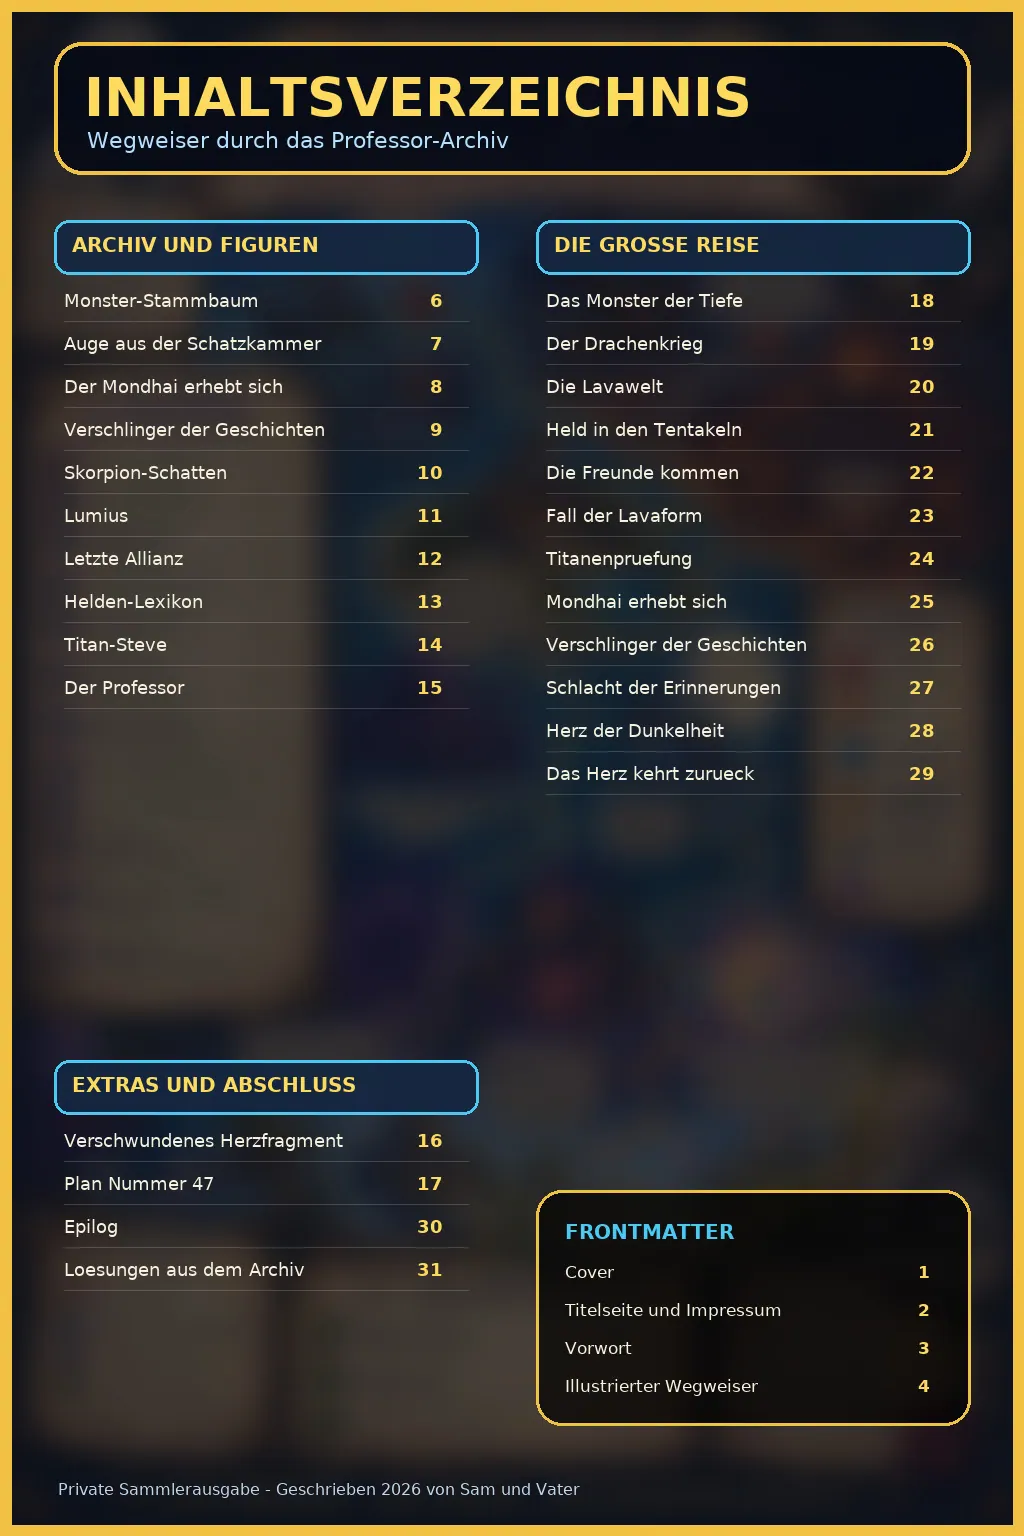 INHALTSVERZEICHNIS
Wegweiser durch das Professor-Archiv
ARCHIV UND FIGUREN
Monster-Stammbaum 6
Auge aus der Schatzkammer 7
Der Mondhai erhebt sich 8
Verschlinger der Geschichten 9
Skorpion-Schatten 10
Lumius 11
Letzte Allianz 12
Helden-Lexikon 13
Titan-Steve 14
Der Professor 15
DIE GROSSE REISE
Das Monster der Tiefe 18
Der Drachenkrieg 19
Die Lavawelt 20
Held in den Tentakeln 21
Die Freunde kommen 22
Fall der Lavaform 23
Titanenpruefung 24
Mondhai erhebt sich 25
Verschlinger der Geschichten 26
Schlacht der Erinnerungen 27
Herz der Dunkelheit 28
Das Herz kehrt zurueck 29
EXTRAS UND ABSCHLUSS
Verschwundenes Herzfragment 16
Plan Nummer 47 17
Epilog 30
Loesungen aus dem Archiv 31
FRONTMATTER
Cover 1
Titelseite und Impressum 2
Vorwort 3
Illustrierter Wegweiser 4
Private Sammlerausgabe - Geschrieben 2026 von Sam und Vater